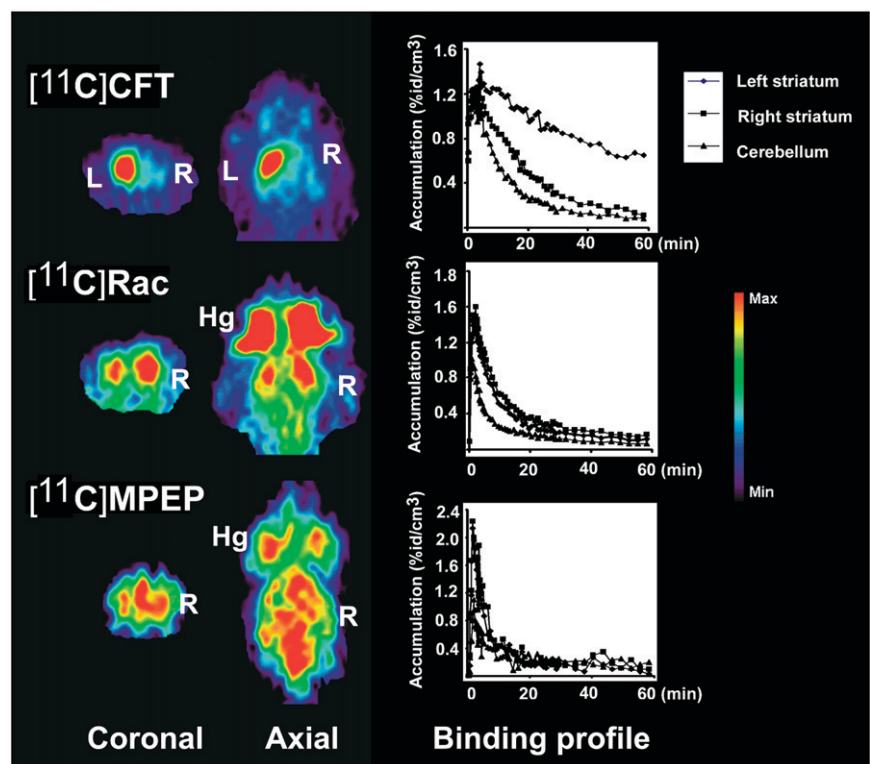 [11C]CFT
L
R
L
R
Accumulation (%id/cm3)
1.6
1.2
0.8
0.4
0
20
40
60 (min)
Left striatum
Right striatum
Cerebellum
[11C]Rac
R
Hg
R
Accumulation (%id/cm3)
1.8
1.6
1.2
0.8
0.4
0
20
40
60 (min)
Max
Min
[11C]MPEP
R
Hg
R
Accumulation (%id/cm3)
2.4
2.0
1.6
1.2
0.8
0.4
0
20
40
60 (min)
Coronal
Axial
Binding profile